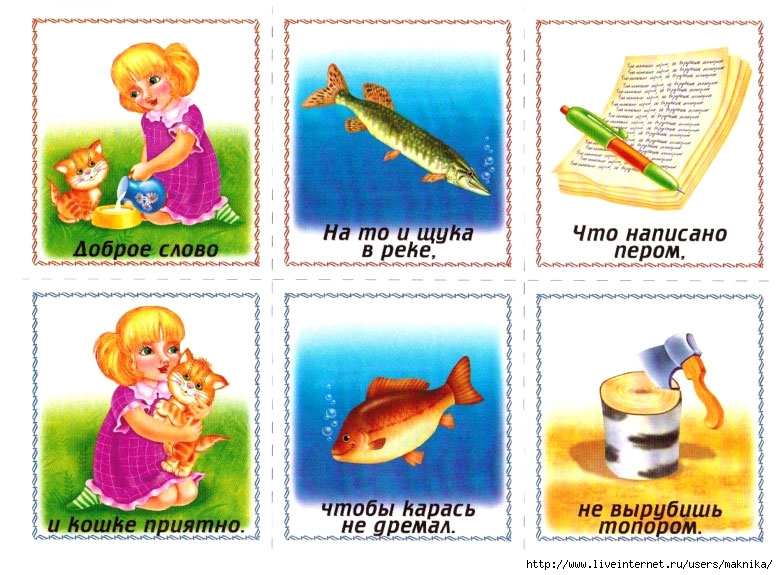 Доброе слово
На то и щука
в реке,
Что написано
пером,
и кошке приятно.
чтобы карась
не дремал.
не вырубишь
топором.
http://www.liveinternet.ru/users/maknika/